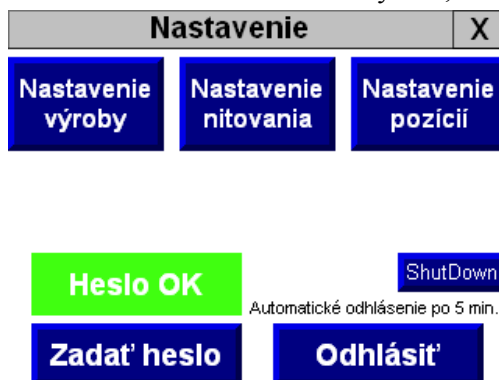 Nastavenie X
Nastavenie Nastavenie Nastavenie
výroby nitovania pozícií
Heslo OK
ShutDown
Automatické odhlásenie po 5 min.
Zadať heslo Odhlásiť